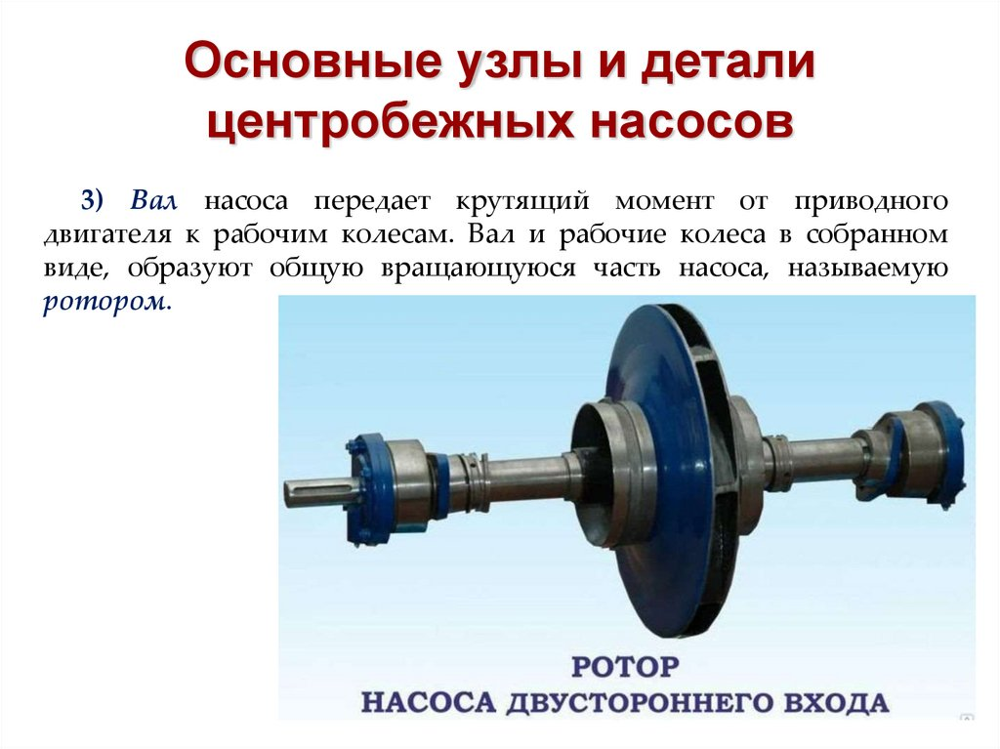 Основные узлы и детали
центробежных насосов
3) Вал насоса передает крутящий момент от приводного
двигателя к рабочим колесам. Вал и рабочие колеса в собранном
виде, образуют общую вращающуюся часть насоса, называемую
ротором.
РОТОР
НАСОСА ДВУСТОРОННЕГО ВХОДА